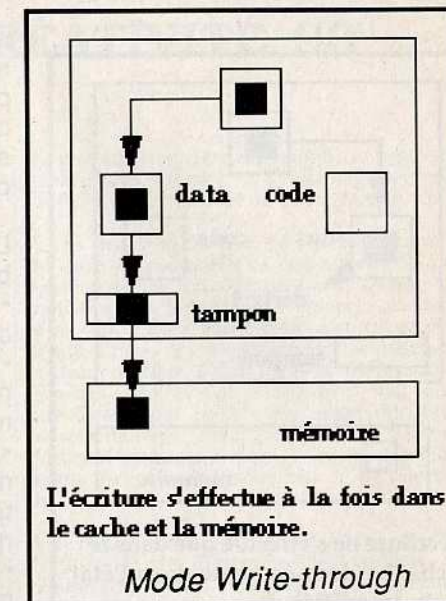 data code
tampon
mémoire
L'écriture s'effectue à la fois dans
le cache et la mémoire.
Mode Write-through